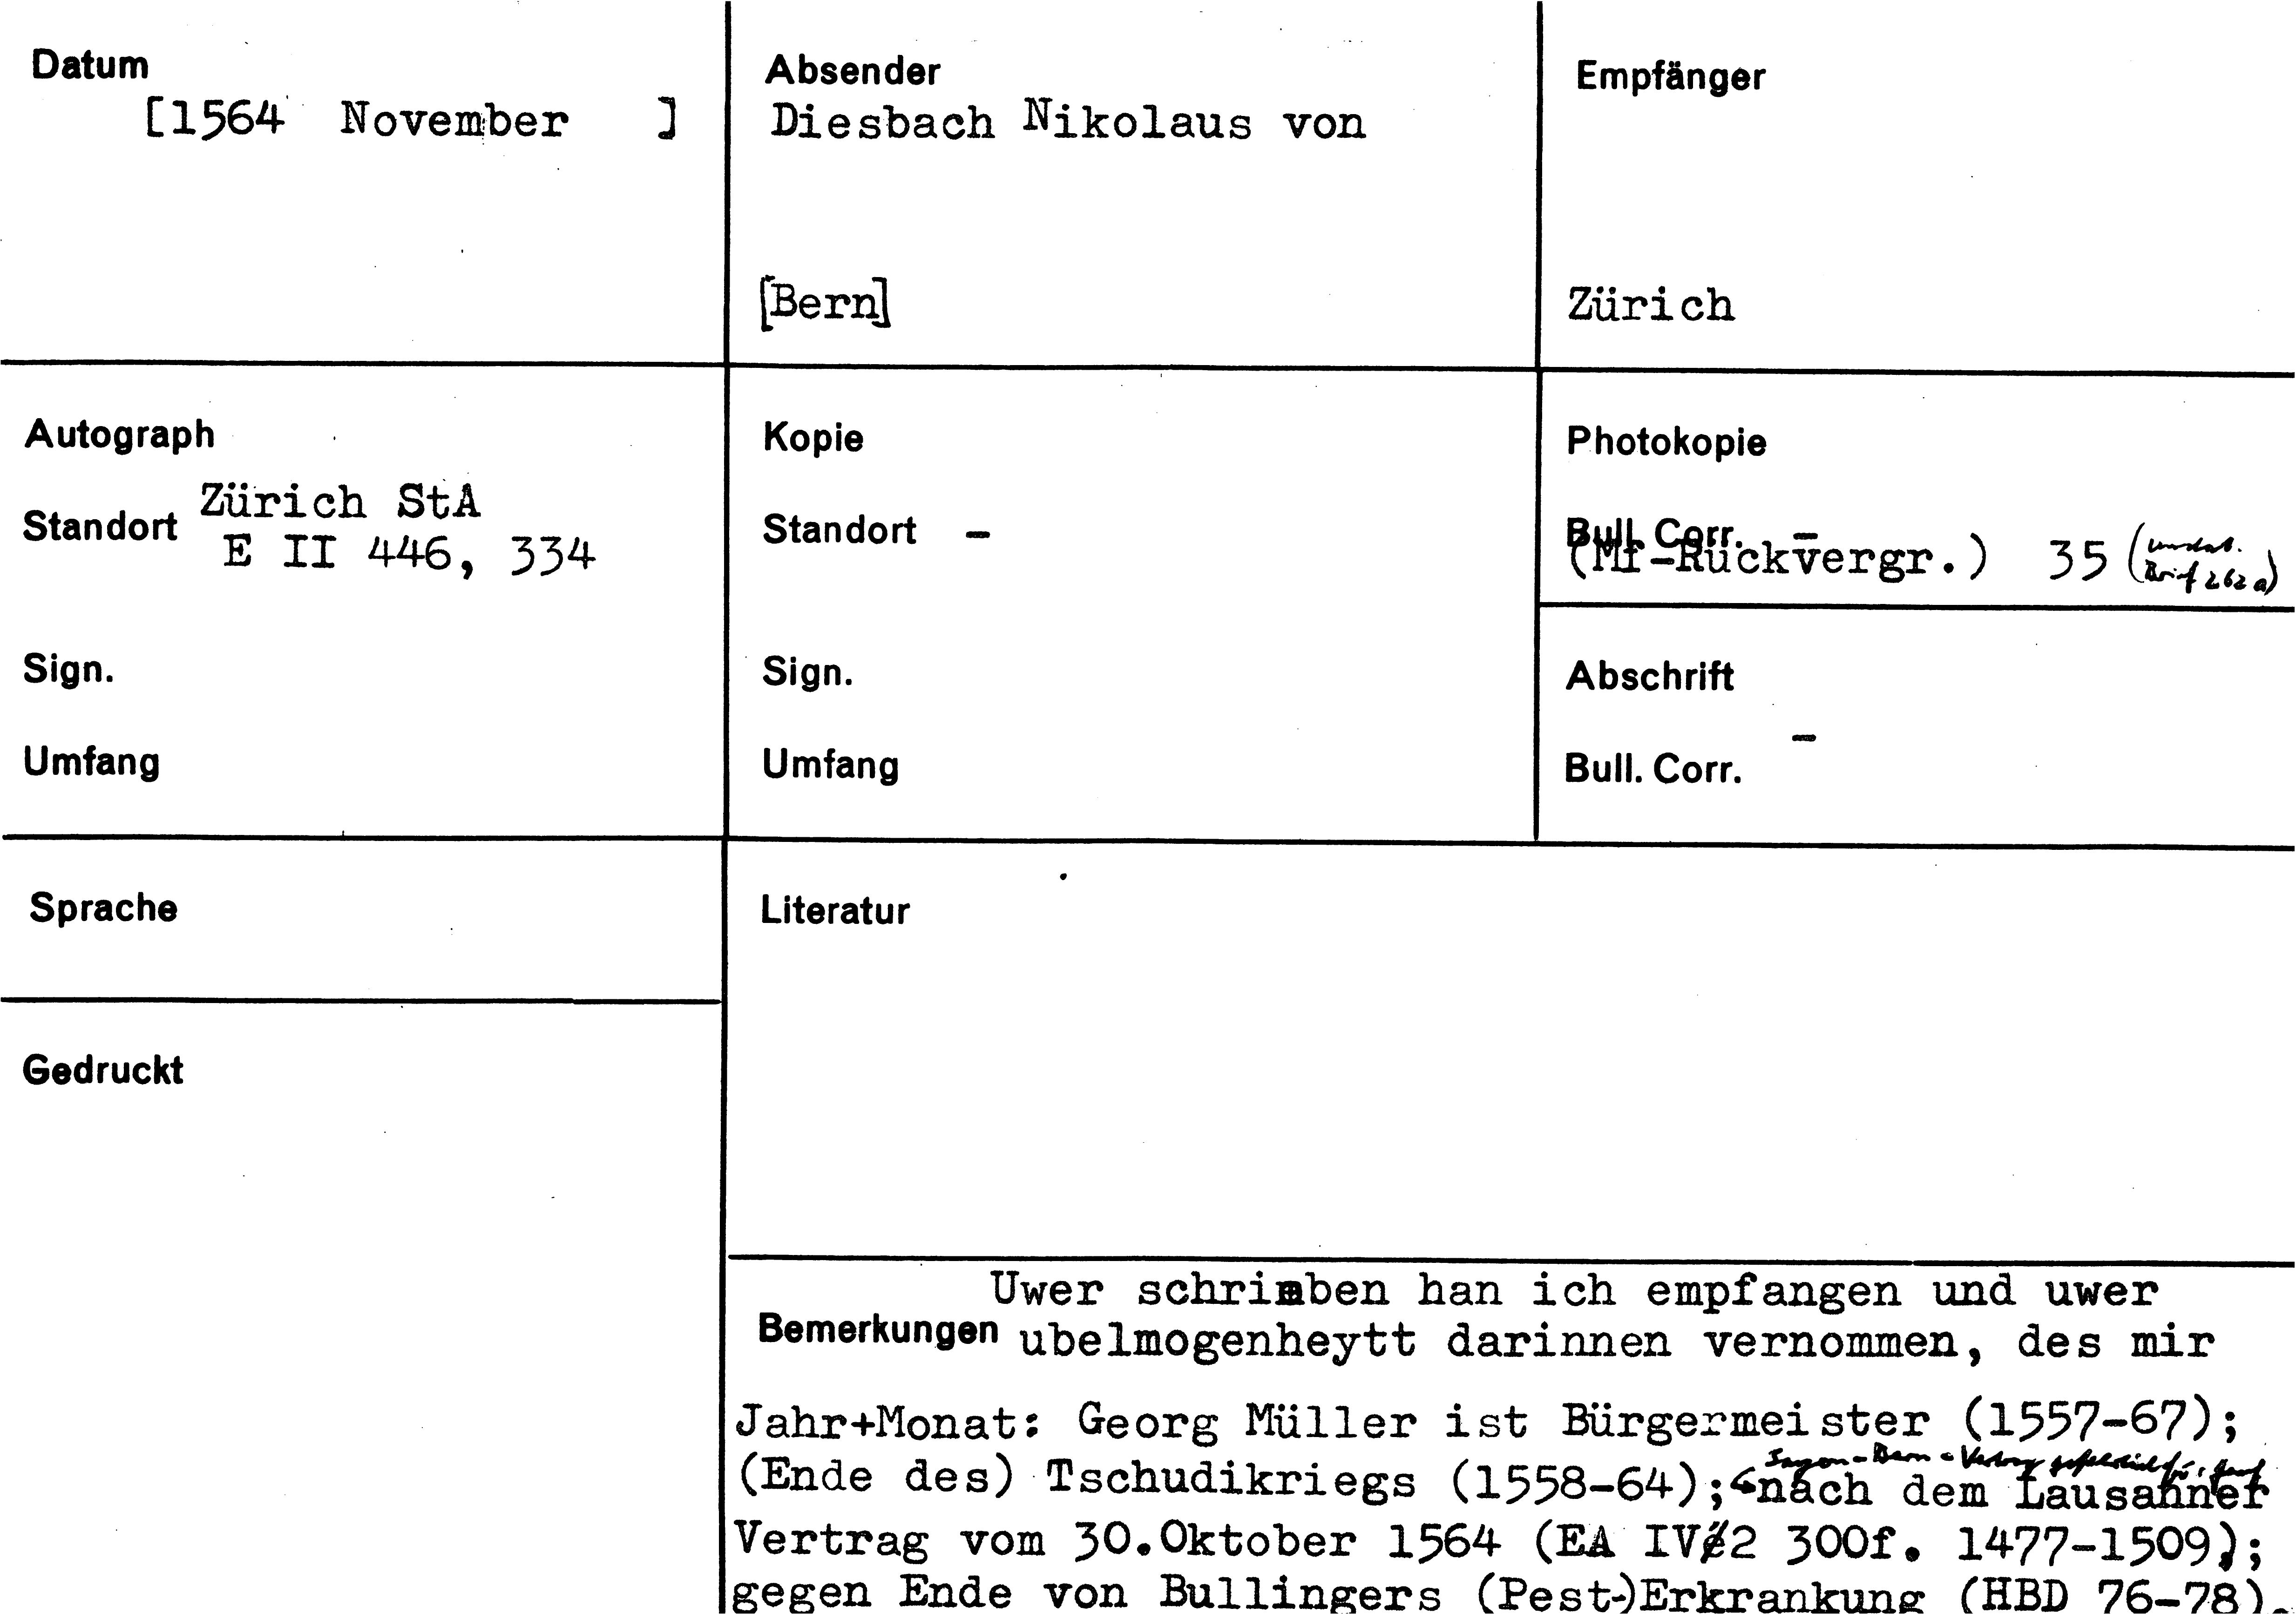 Datum
[1564 November ]
Absender
Diesbach Nikolaus von
[Bern]
Empfänger
Zürich
Autograph
Standort Zürich StA
E II 446, 334
Sign.
Umfang
Kopie
Standort –
Sign.
Umfang
Photokopie
Bull. Corr. –
(Mf-Rückvergr.) 35 (undat.
Brief 262a)
Abschrift
–
Bull. Corr.
Sprache
Gedruckt
Literatur
Bemerkungen
Uwer schrieben han ich empfangen und uwer
ubelmogenheytt darinnen vernommen, des mir
Jahr+Monat: Georg Müller ist Bürgermeister (1557-67);
Bern-Vertrag
(Ende des) Tschudikriegs (1558-64); nach dem Lausanner
Vertrag vom 30.Oktober 1564 (EA IV/2 300f. 1477-1509);
gegen Ende von Bullingers (Pest-)Erkrankung (HBD 76-78).